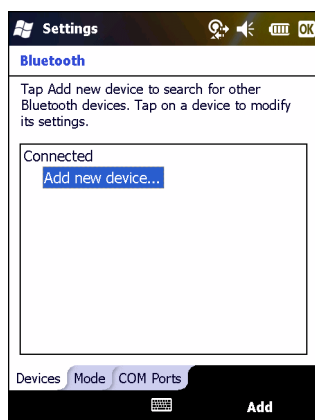 Settings
OK
Bluetooth
Tap Add new device to search for other
Bluetooth devices. Tap on a device to modify
its settings.
Connected
Add new device...
Devices Mode COM Ports
Add